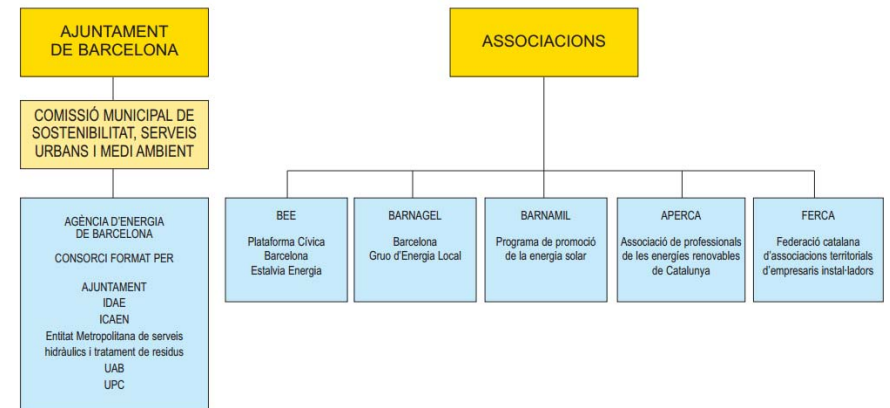 AJUNTAMENT
DE BARCELONA
COMISSIÓ MUNICIPAL DE
SOSTENIBILITAT, SERVEIS
URBANS I MEDI AMBIENT
AGÈNCIA D'ENERGIA
DE BARCELONA
CONSORCI FORMAT PER
AJUNTAMENT
IDAE
ICAEN
Entitat Metropolitana de serveis
hidràulics i tractament de residus
UAB
UPC
ASSOCIACIONS
BEE
Plataforma Cívica
Barcelona
Estalvia Energia
BARNAGEL
Barcelona
Gruo d'Energia Local
BARNAMIL
Programa de promoció
de la energia solar
APERCA
Associació de professionals
de les energíes renovables
de Catalunya
FERCA
Federació catalana
d'associations territorials
d'empresaris instal·ladors